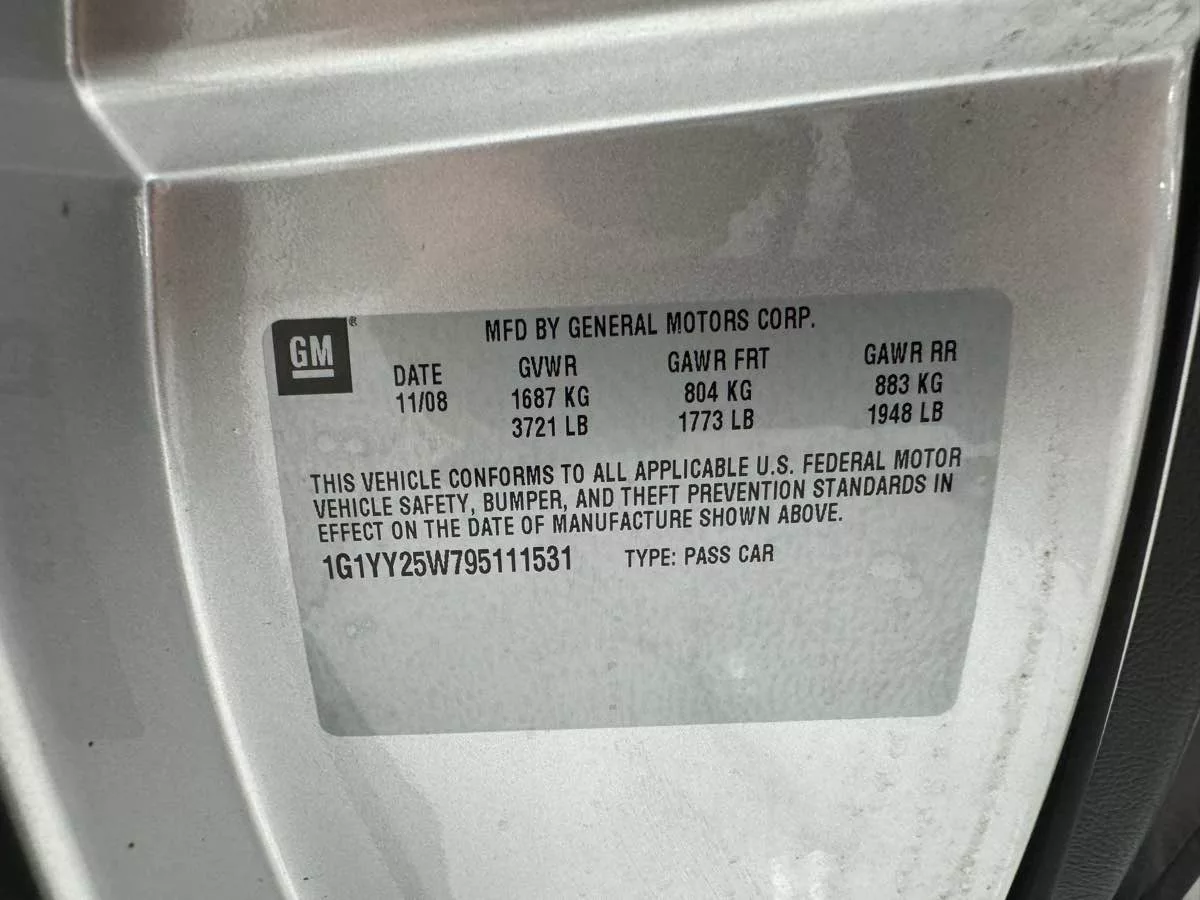 GM ®
MFD BY GENERAL MOTORS CORP.
DATE GVWR GAWR FRT GAWR RR
11/08 1687 KG 804 KG 883 KG
3721 LB 1773 LB 1948 LB
THIS VEHICLE CONFORMS TO ALL APPLICABLE U.S. FEDERAL MOTOR
VEHICLE SAFETY, BUMPER, AND THEFT PREVENTION STANDARDS IN
EFFECT ON THE DATE OF MANUFACTURE SHOWN ABOVE.
1G1YY25W795111531 TYPE: PASS CAR